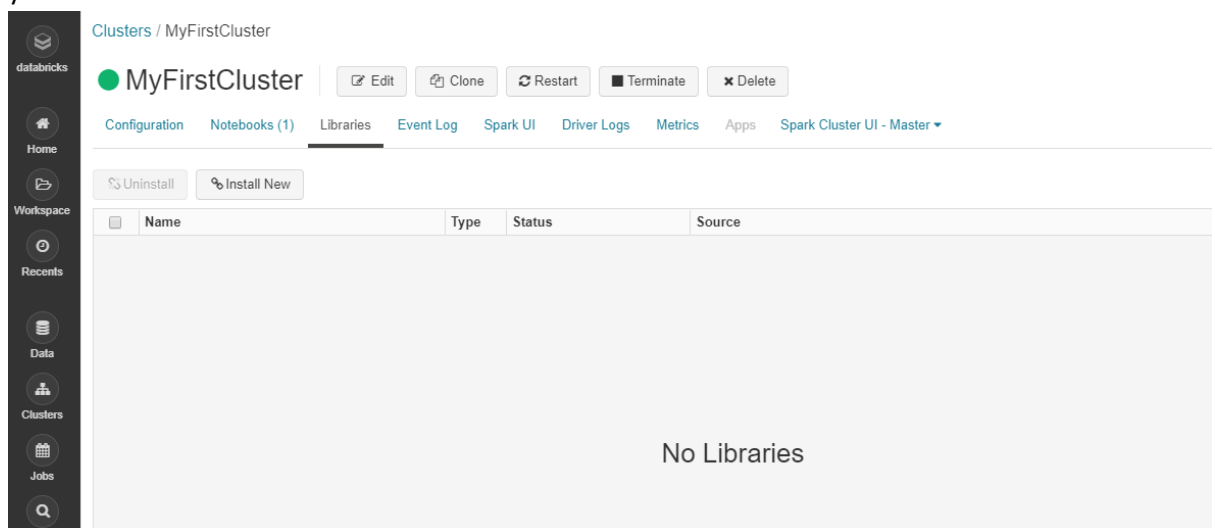 Clusters / MyFirstCluster
databricks
MyFirstCluster Edit Clone Restart Terminate Delete
Configuration Notebooks (1) Libraries Event Log Spark UI Driver Logs Metrics Apps Spark Cluster UI - Master
Home
Uninstall Install New
Workspace
Name Type Status Source
Recents
Data
Clusters
No Libraries
Jobs